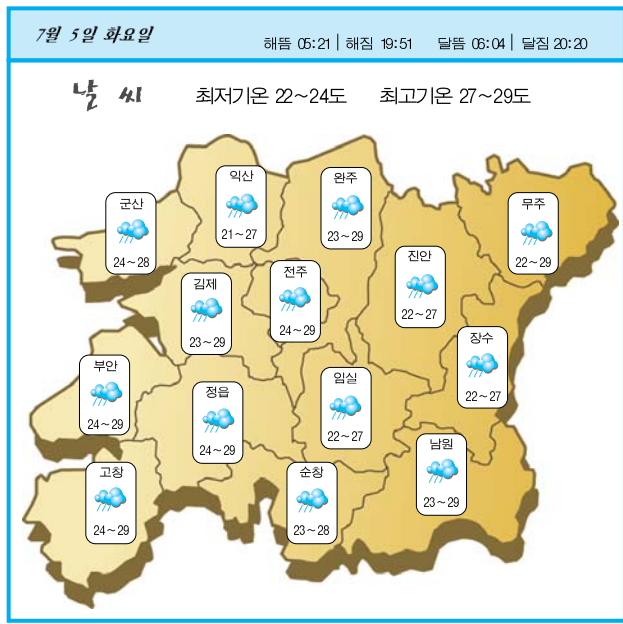 7월 5일 화요일
해뜸 05:21 | 해짐 19:51 달뜸 06:04 | 달짐 20:20
날씨 최저기온 22~24도 최고기온 27~29도
익산
21~27
완주
23~29
군산
24~28
무주
22~29
진안
22~27
전주
24~29
김제
23~29
장수
22~27
부안
24~29
임실
22~27
정읍
24~29
남원
23~29
고창
24~29
순창
23~28